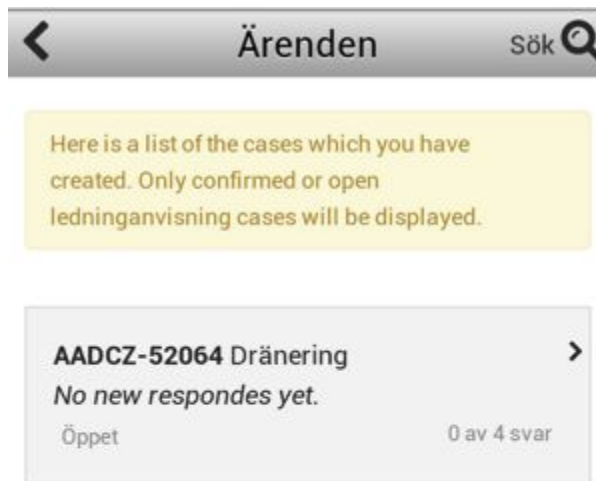 Ärenden Sök
Here is a list of the cases which you have
created. Only confirmed or open
ledninganvisning cases will be displayed.
AADCZ-52064 Dränering
No new respondes yet.
Öppet 0 av 4 svar